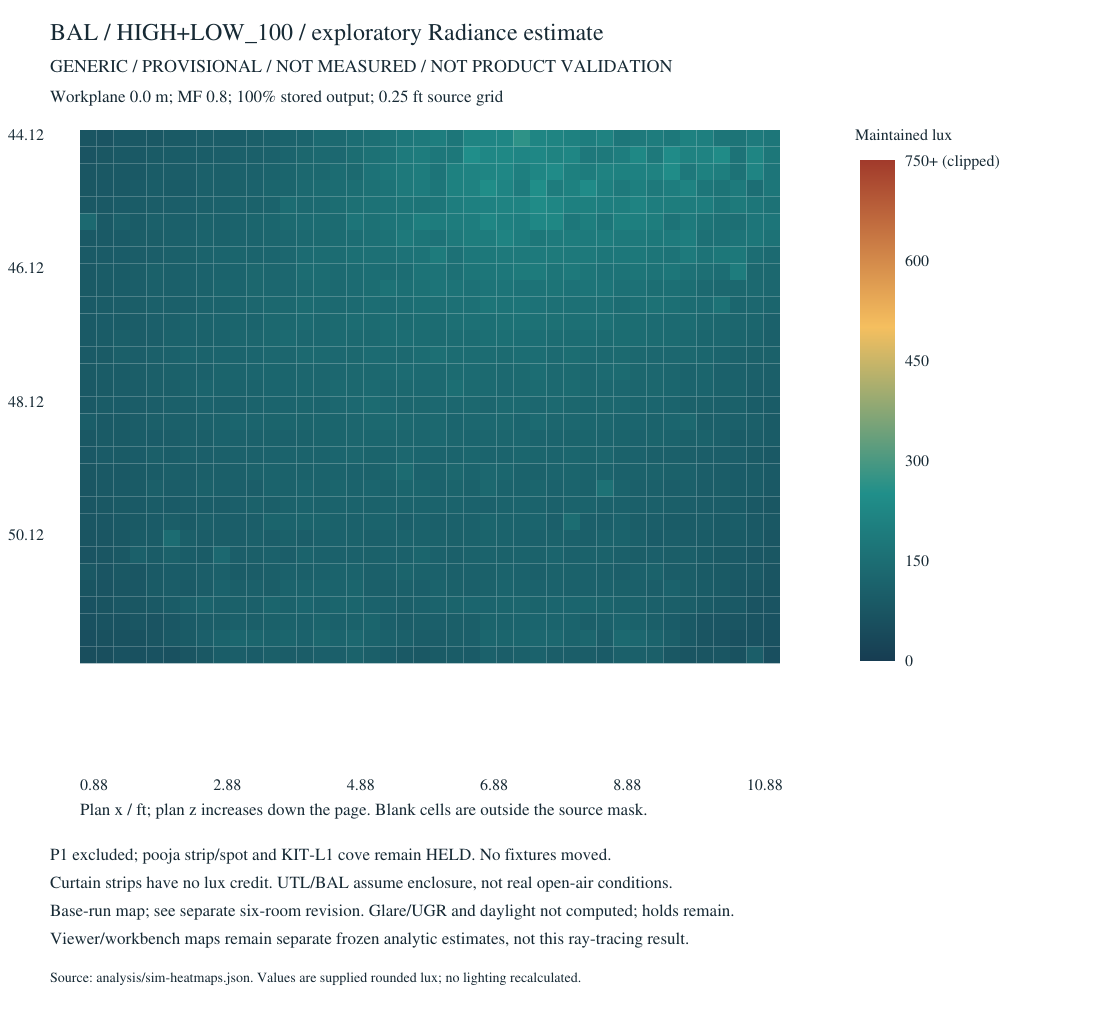 BAL / HIGH+LOW_100 / exploratory Radiance estimate
GENERIC / PROVISIONAL / NOT MEASURED / NOT PRODUCT VALIDATION
Workplane 0.0 m; MF 0.8; 100% stored output; 0.25 ft source grid
44.12
46.12
48.12
50.12
Maintained lux
750+ (clipped)
600
450
300
150
0
0.88 2.88 4.88 6.88 8.88 10.88
Plan x / ft; plan z increases down the page. Blank cells are outside the source mask.
P1 excluded; pooja strip/spot and KIT-L1 cove remain HELD. No fixtures moved.
Curtain strips have no lux credit. UTL/BAL assume enclosure, not real open-air conditions.
Base-run map; see separate six-room revision. Glare/UGR and daylight not computed; holds remain.
Viewer/workbench maps remain separate frozen analytic estimates, not this ray-tracing result.
Source: analysis/sim-heatmaps.json. Values are supplied rounded lux; no lighting recalculated.